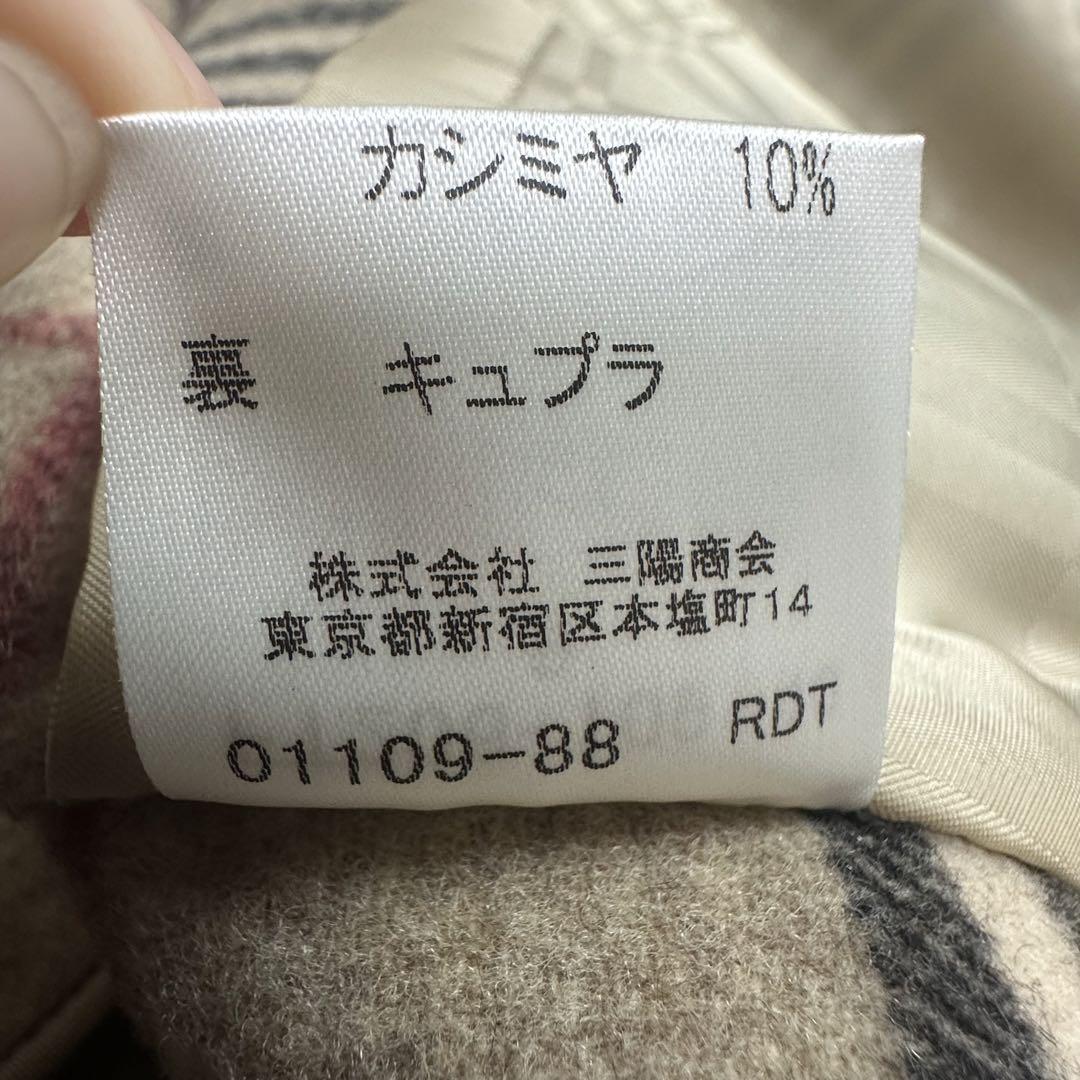 カシミヤ 10%
裏 キュプラ
株式会社 三陽商会
東京都新宿区本塩町14
01109-88 RDT